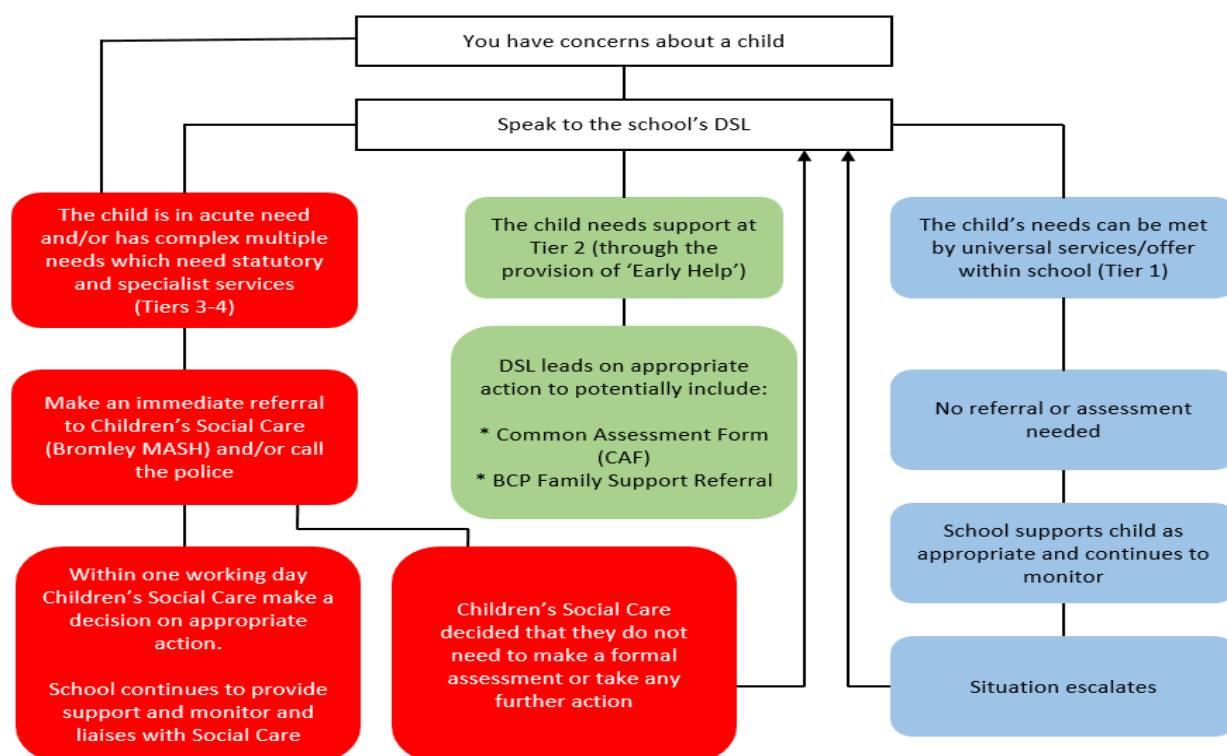 You have concerns about a child
Speak to the school's DSL
The child is in acute need
and/or has complex multiple
needs which need statutory
and specialist services
(Tiers 3-4)
The child needs support at
Tier 2 (through the
provision of 'Early Help')
The child's needs can be met
by universal services/offer
within school (Tier 1)
Make an immediate referral
to Children's Social Care
(Bromley MASH) and/or call
the police
DSL leads on appropriate
action to potentially include:
* Common Assessment Form
(CAF)
* BCP Family Support Referral
No referral or assessment
needed
School supports child as
appropriate and continues to
monitor
Within one working day
Children's Social Care make a
decision on appropriate
action.
School continues to provide
support and monitor and
liaises with Social Care
Children's Social Care
decided that they do not
need to make a formal
assessment or take any
further action
Situation escalates